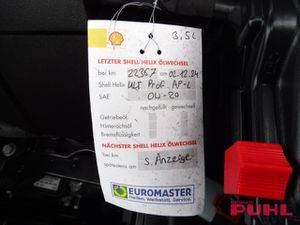 3,5L
LETZTER SHELL HELIX ÖLWECHSEL
bei km 22367 am 02.12.24
Shell Helix ULT Prof. AP-L
SAE 0W-20
nachgefüllt gewechselt
Getriebeöl
Hinterachsöl
Bremsflüssigkeit
NÄCHSTER SHELL HELIX ÖLWECHSEL
bei km
spätestens am s. Anzeige
EUROMASTER
Reifen, Werkstatt, Service.
PUHL